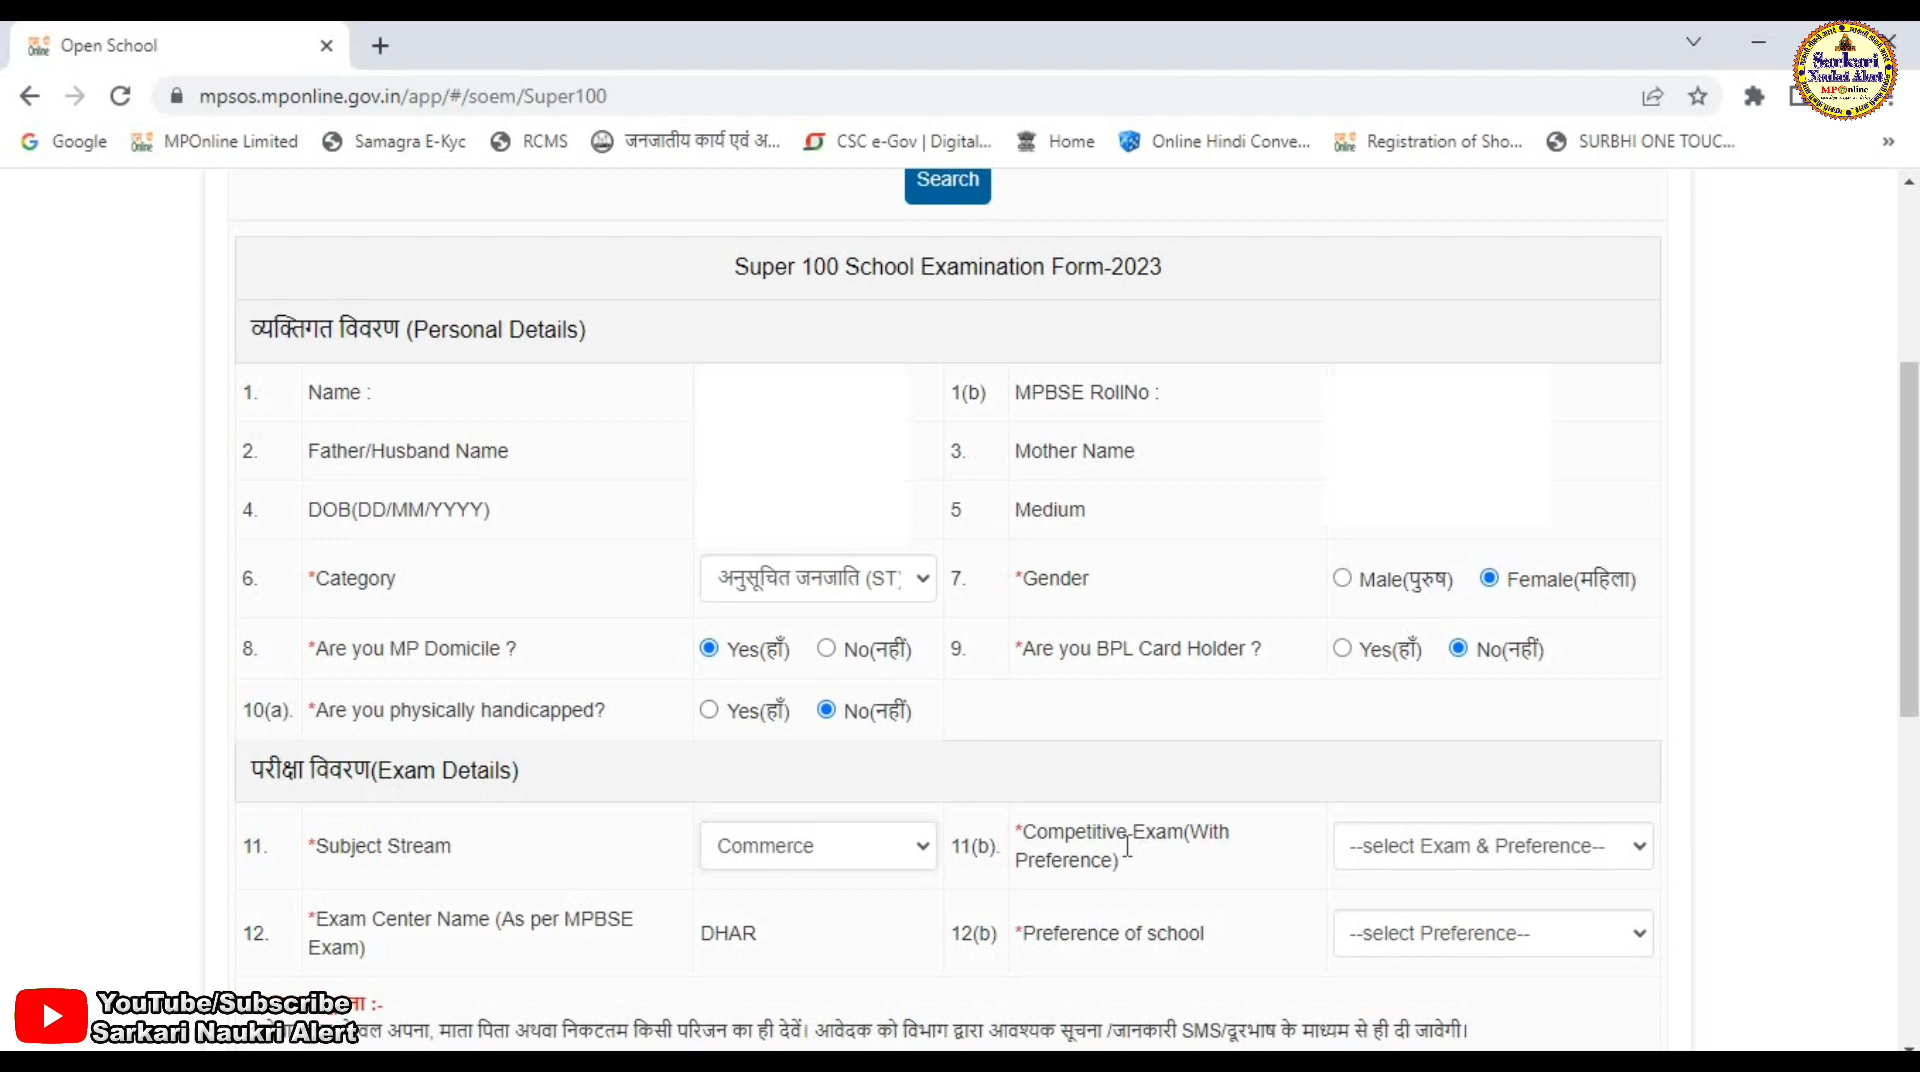 Open School
mpsos.mponline.gov.in/app/#/soem/Super100
Sarkari
Naukri Alert
MPOnline
Google
MPOnline Limited
Samagra E-Kyc
RCMS
जनजातीय कार्य एवं अ...
CSC e-Gov | Digital...
Home
Online Hindi Conve...
Registration of Sho...
SURBHI ONE TOUC...
Search
Super 100 School Examination Form-2023
व्यक्तिगत विवरण (Personal Details)
1. Name : 1(b) MPBSE RollNo :
2. Father/Husband Name 3. Mother Name
4. DOB(DD/MM/YYYY) 5 Medium
6. *Category अनुसूचित जनजाति (ST) 7. *Gender Male(पुरुष) Female(महिला)
8. *Are you MP Domicile ? Yes(हाँ) No(नहीं) 9. *Are you BPL Card Holder ? Yes(हाँ) No(नहीं)
10(a). *Are you physically handicapped? Yes(हाँ) No(नहीं)
परीक्षा विवरण(Exam Details)
11. *Subject Stream Commerce 11(b). *Competitive Exam(With
Preference) --select Exam & Preference--
12. *Exam Center Name (As per MPBSE
Exam) DHAR 12(b) *Preference of school --select Preference--
:-
अपना, माता पिता अथवा निकटतम किसी परिजन का ही देवें। आवेदक को विभाग द्वारा आवश्यक सूचना /जानकारी SMS/दूरभाष के माध्यम से ही दी जावेगी।
YouTube/Subscribe
Sarkari Naukri Alert